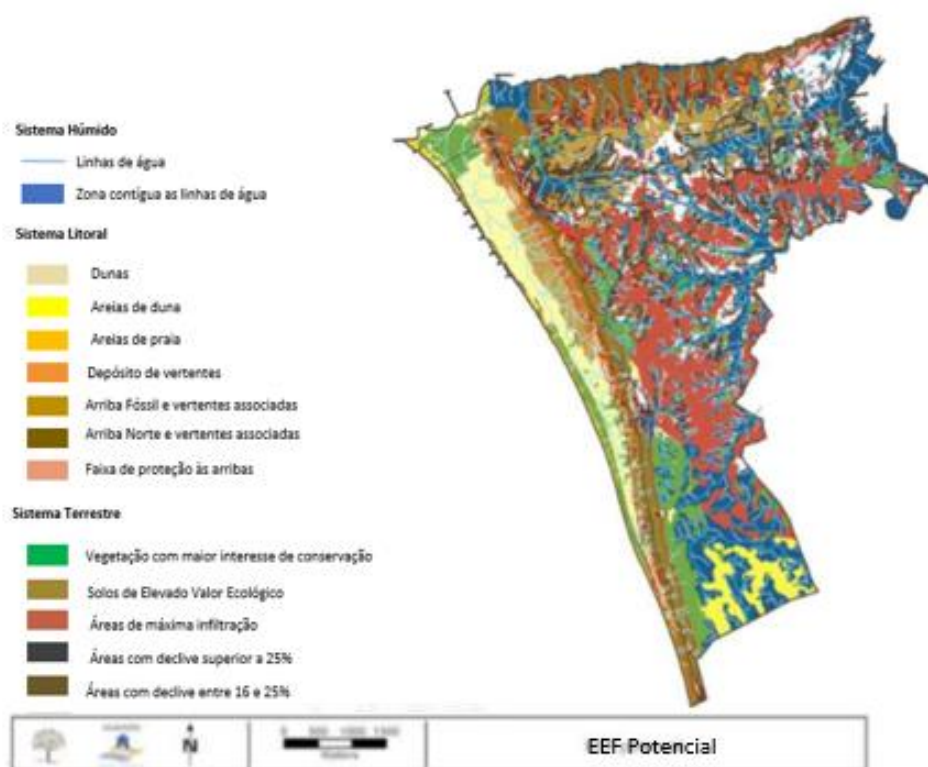 Sistema Húmido
Linhas de água
Zona contígua as linhas de água
Sistema Litoral
Dunas
Areias de duna
Areias de praia
Depósito de vertentes
Arriba Fóssil e vertentes associadas
Arriba Norte e vertentes associadas
Faixa de proteção às arribas
Sistema Terrestre
Vegetação com maior interesse de conservação
Solos de Elevado Valor Ecológico
Áreas de máxima infiltração
Áreas com declive superior a 25%
Áreas com declive entre 16 e 25%
N
EEF Potencial